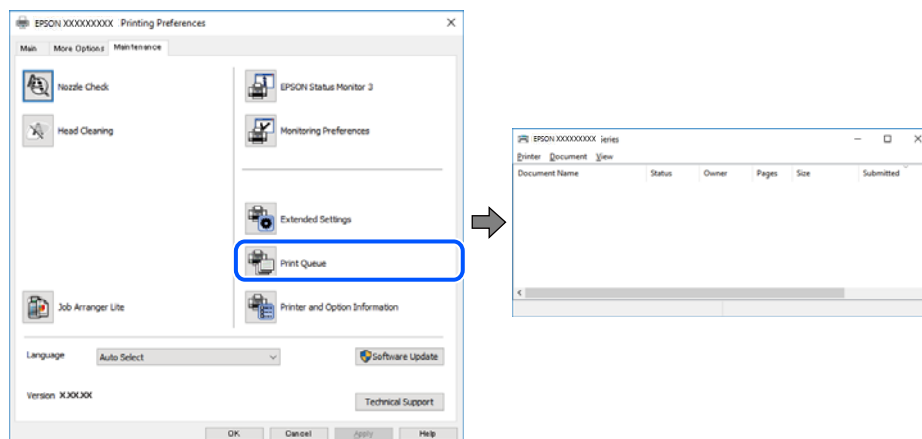 EPSON XXXXXXXXX Printing Preferences
Main More Options Maintenance
Nozzle Check
EPSON Status Monitor 3
Head Cleaning
Monitoring Preferences
Extended Settings
Print Queue
Job Arranger Lite
Printer and Option Information
Language Auto Select
Software Update
Version X.XX.XX
Technical Support
OK Cancel Apply Help
EPSON XXXXXXXXX ieries
Printer Document View
Document Name Status Owner Pages Size Submitted